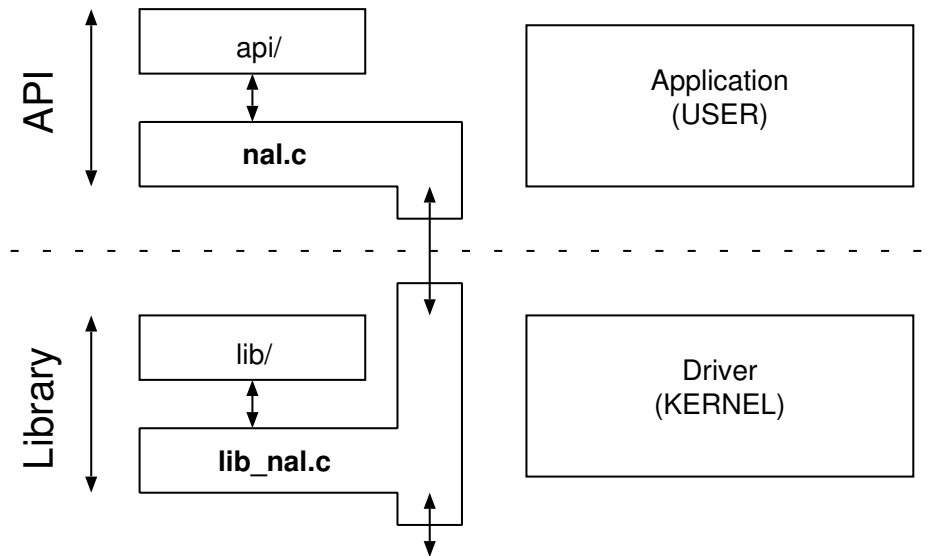 API
api/
nal.c
Application
(USER)
Library
lib/
lib_nal.c
Driver
(KERNEL)